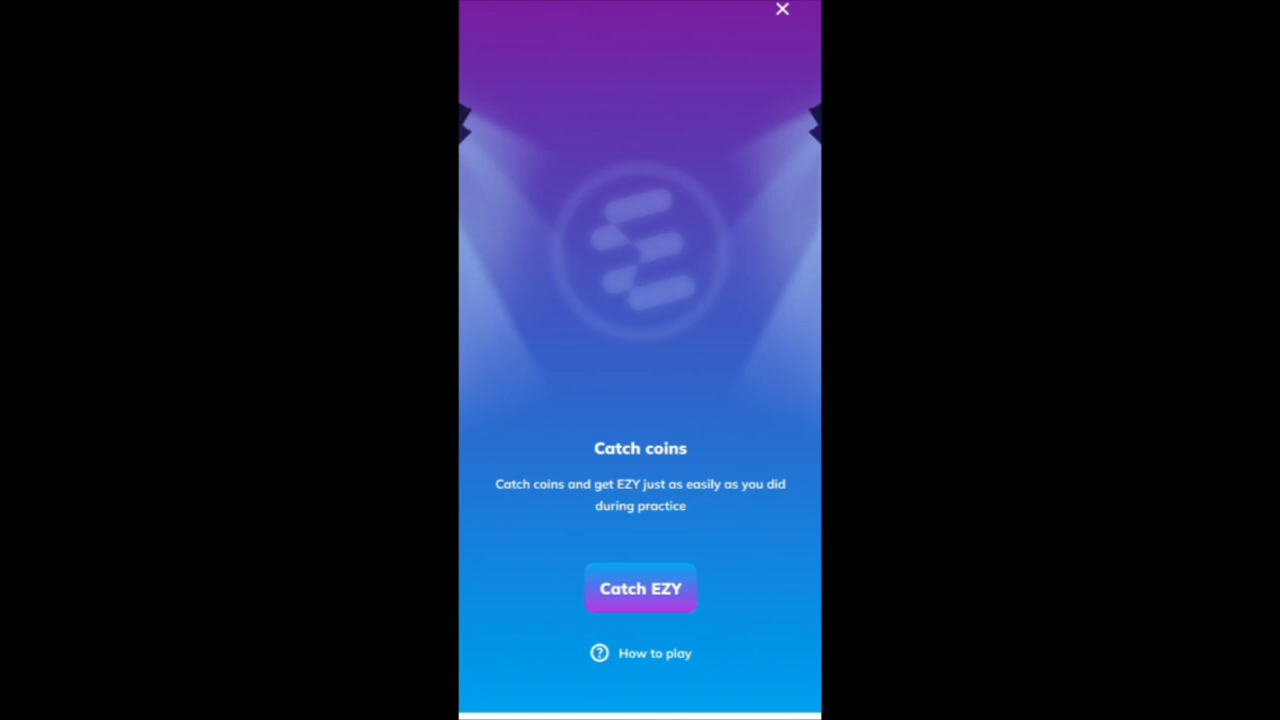 Catch coins
Catch coins and get EZY just as easily as you did
during practice
Catch EZY
? How to play